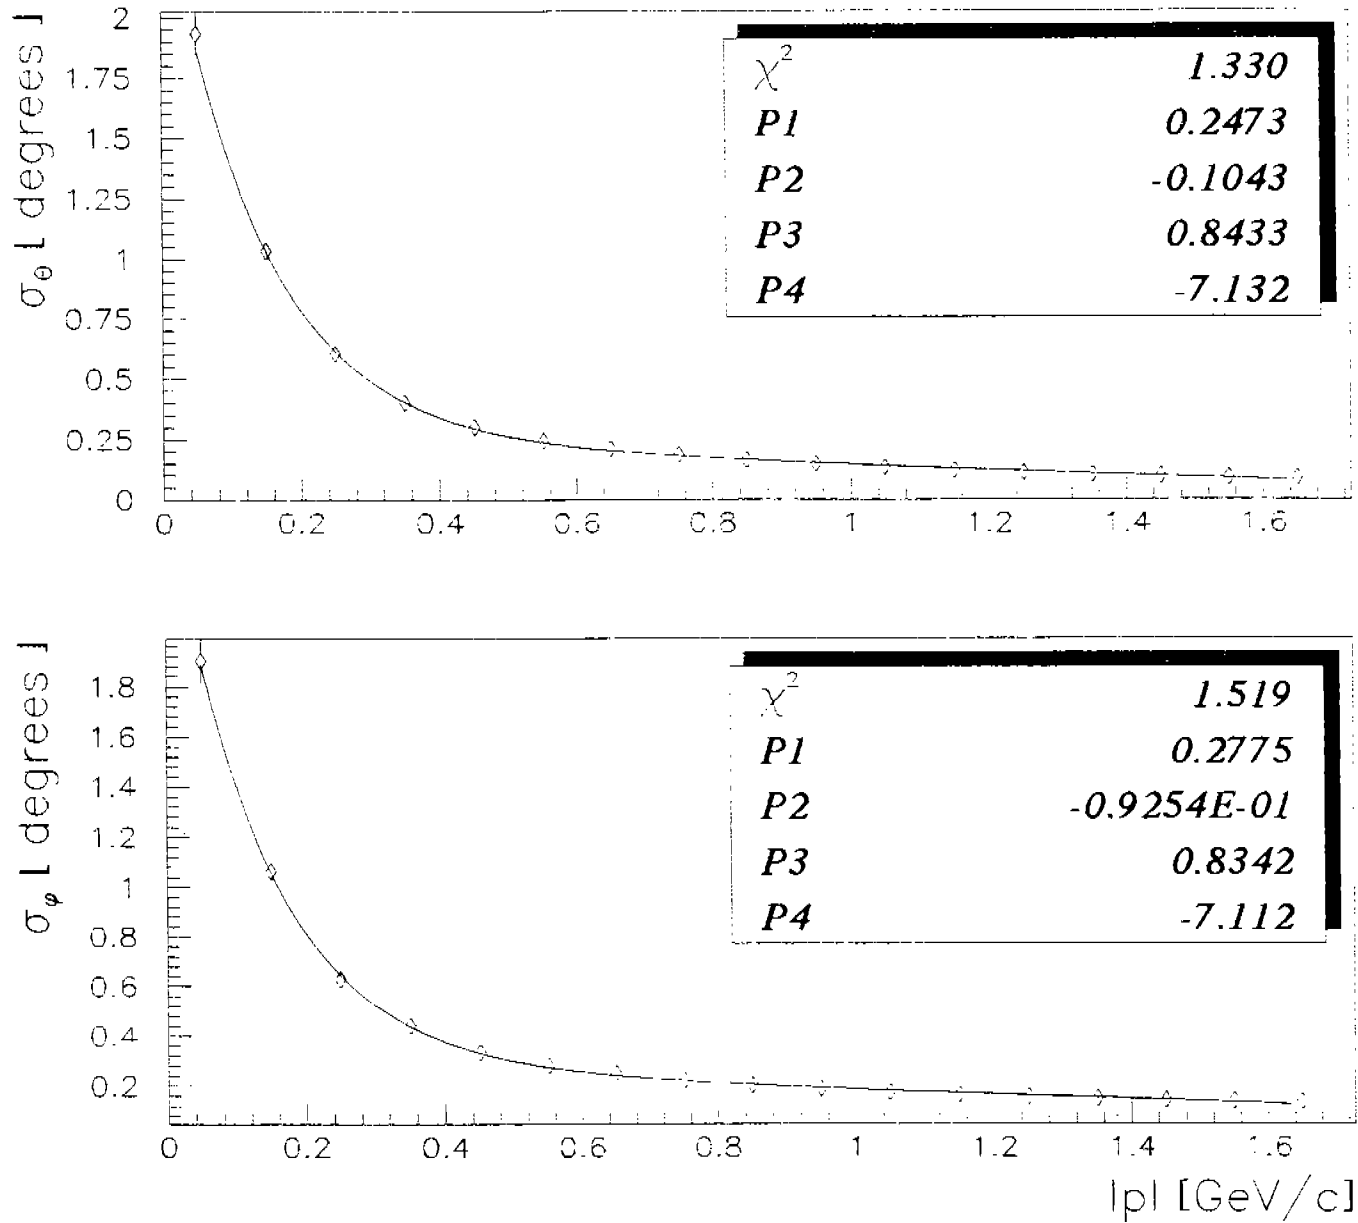 σθ [ degrees ]
2
1.75
1.5
1.25
1
0.75
0.5
0.25
0
χ² 1.330
P1 0.2473
P2 -0.1043
P3 0.8433
P4 -7.132
0 0.2 0.4 0.6 0.8 1 1.2 1.4 1.6
σφ [ degrees ]
1.8
1.6
1.4
1.2
1
0.8
0.6
0.4
0.2
χ² 1.519
P1 0.2775
P2 -0.9254E-01
P3 0.8342
P4 -7.112
0 0.2 0.4 0.6 0.8 1 1.2 1.4 1.6
|p| [GeV/c]